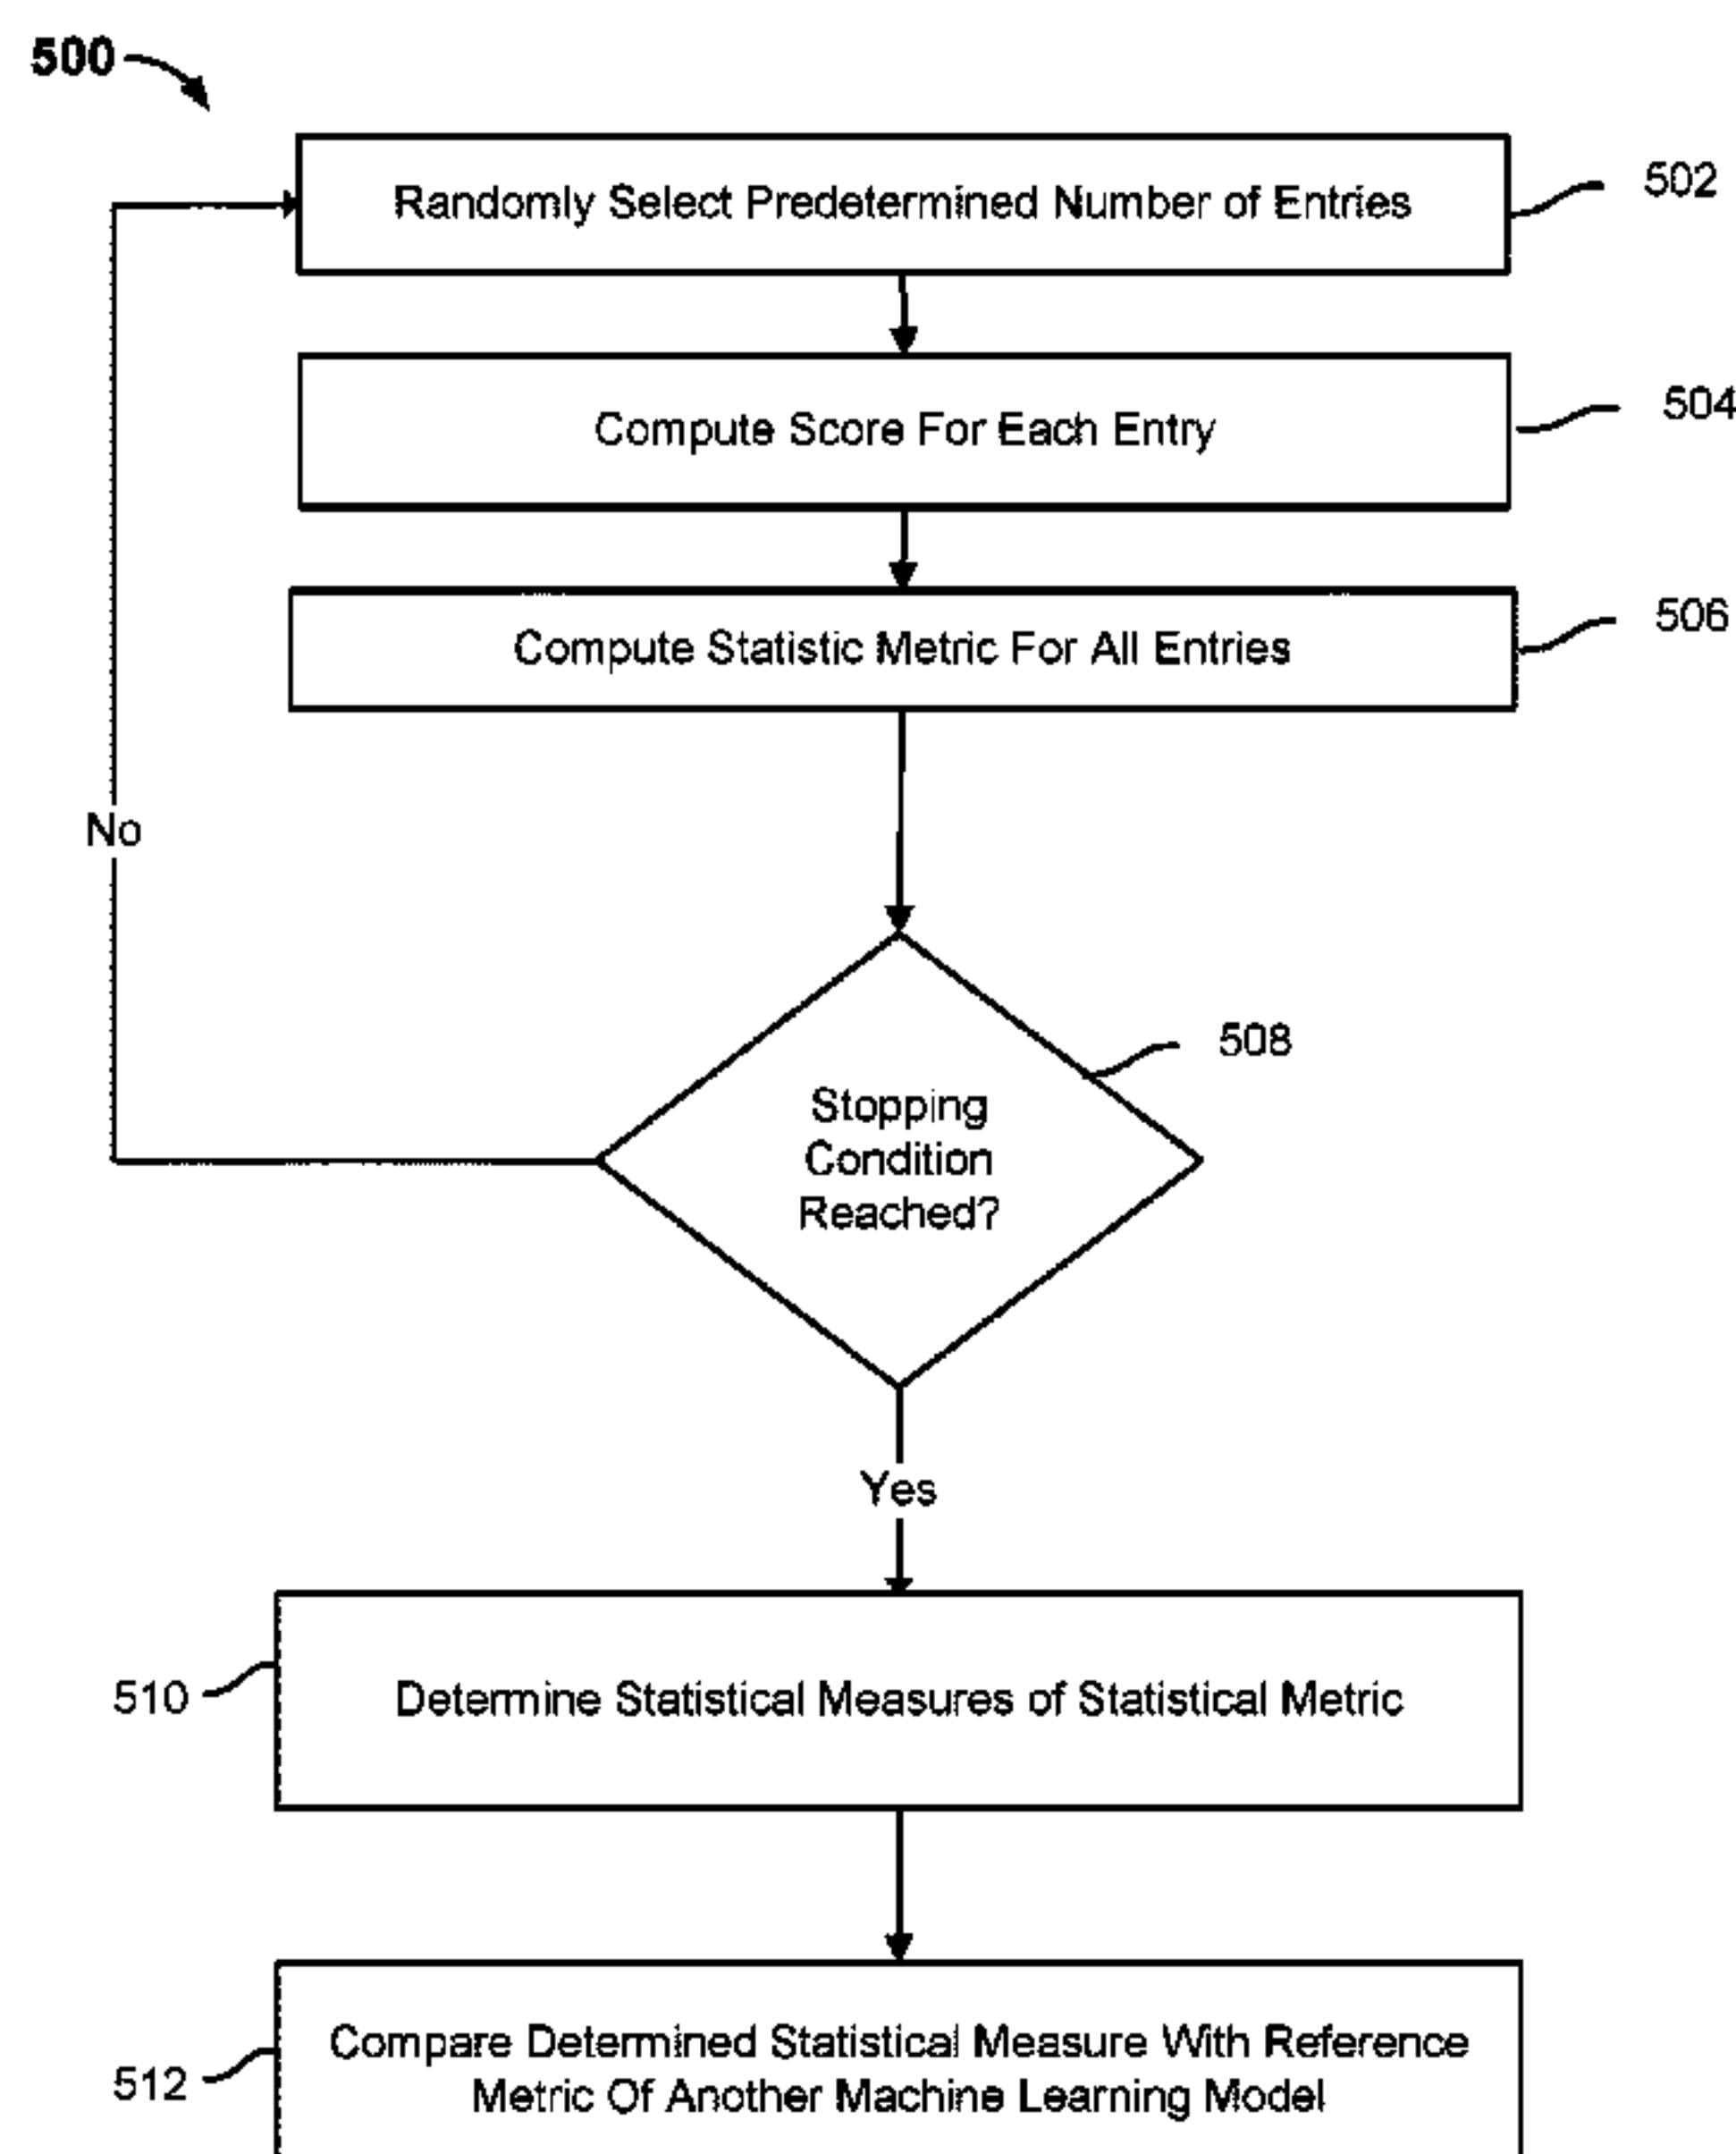 500
Randomly Select Predetermined Number of Entries
502
Compute Score For Each Entry
504
Compute Statistic Metric For All Entries
506
No
508
Stopping
Condition
Reached?
Yes
510
Determine Statistical Measures of Statistical Metric
512
Compare Determined Statistical Measure With Reference
Metric Of Another Machine Learning Model